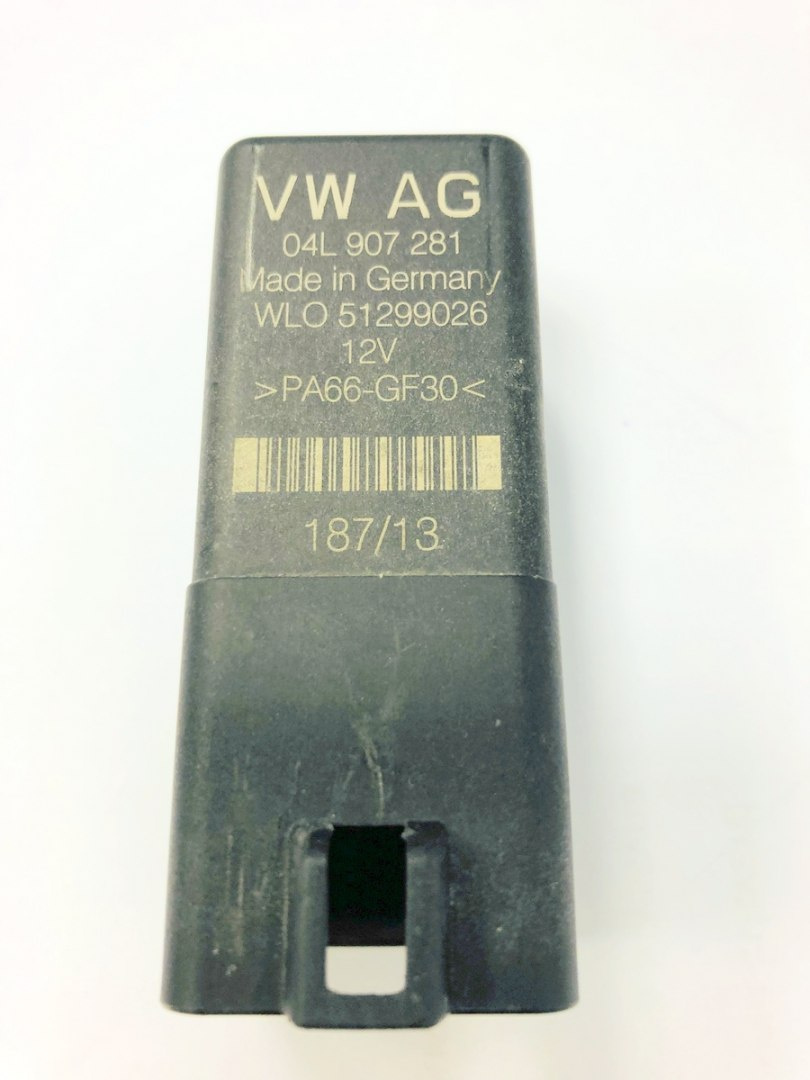 VW AG
04L 907 281
Made in Germany
WLO 51299026
12V
>PA66-GF30<
187/13